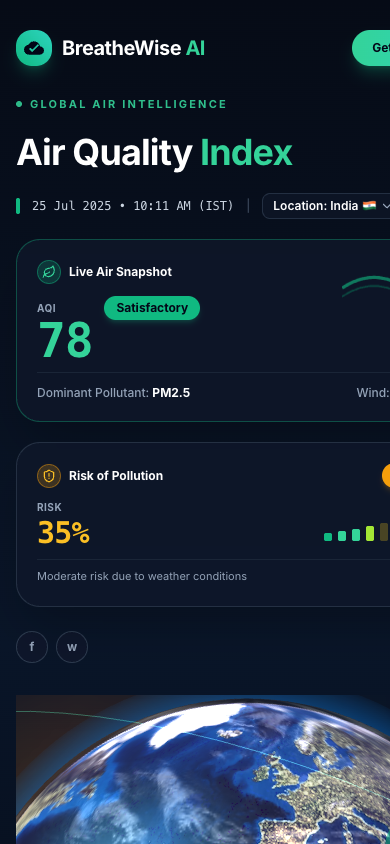 BreatheWise AI
Get
GLOBAL AIR INTELLIGENCE
Air Quality Index
25 Jul 2025 • 10:11 AM (IST) | Location: India 🇮🇳
Live Air Snapshot
AQI
Satisfactory
78
Dominant Pollutant: PM2.5
Wind:
Risk of Pollution
RISK
35%
Moderate risk due to weather conditions
f
w